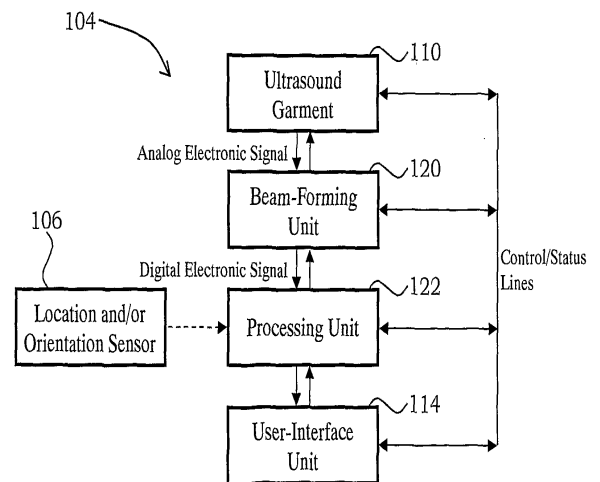 104
110
Ultrasound
Garment
Analog Electronic Signal
120
Beam-Forming
Unit
106
Digital Electronic Signal
Control/Status
Lines
122
Location and/or
Orientation Sensor
Processing Unit
114
User-Interface
Unit